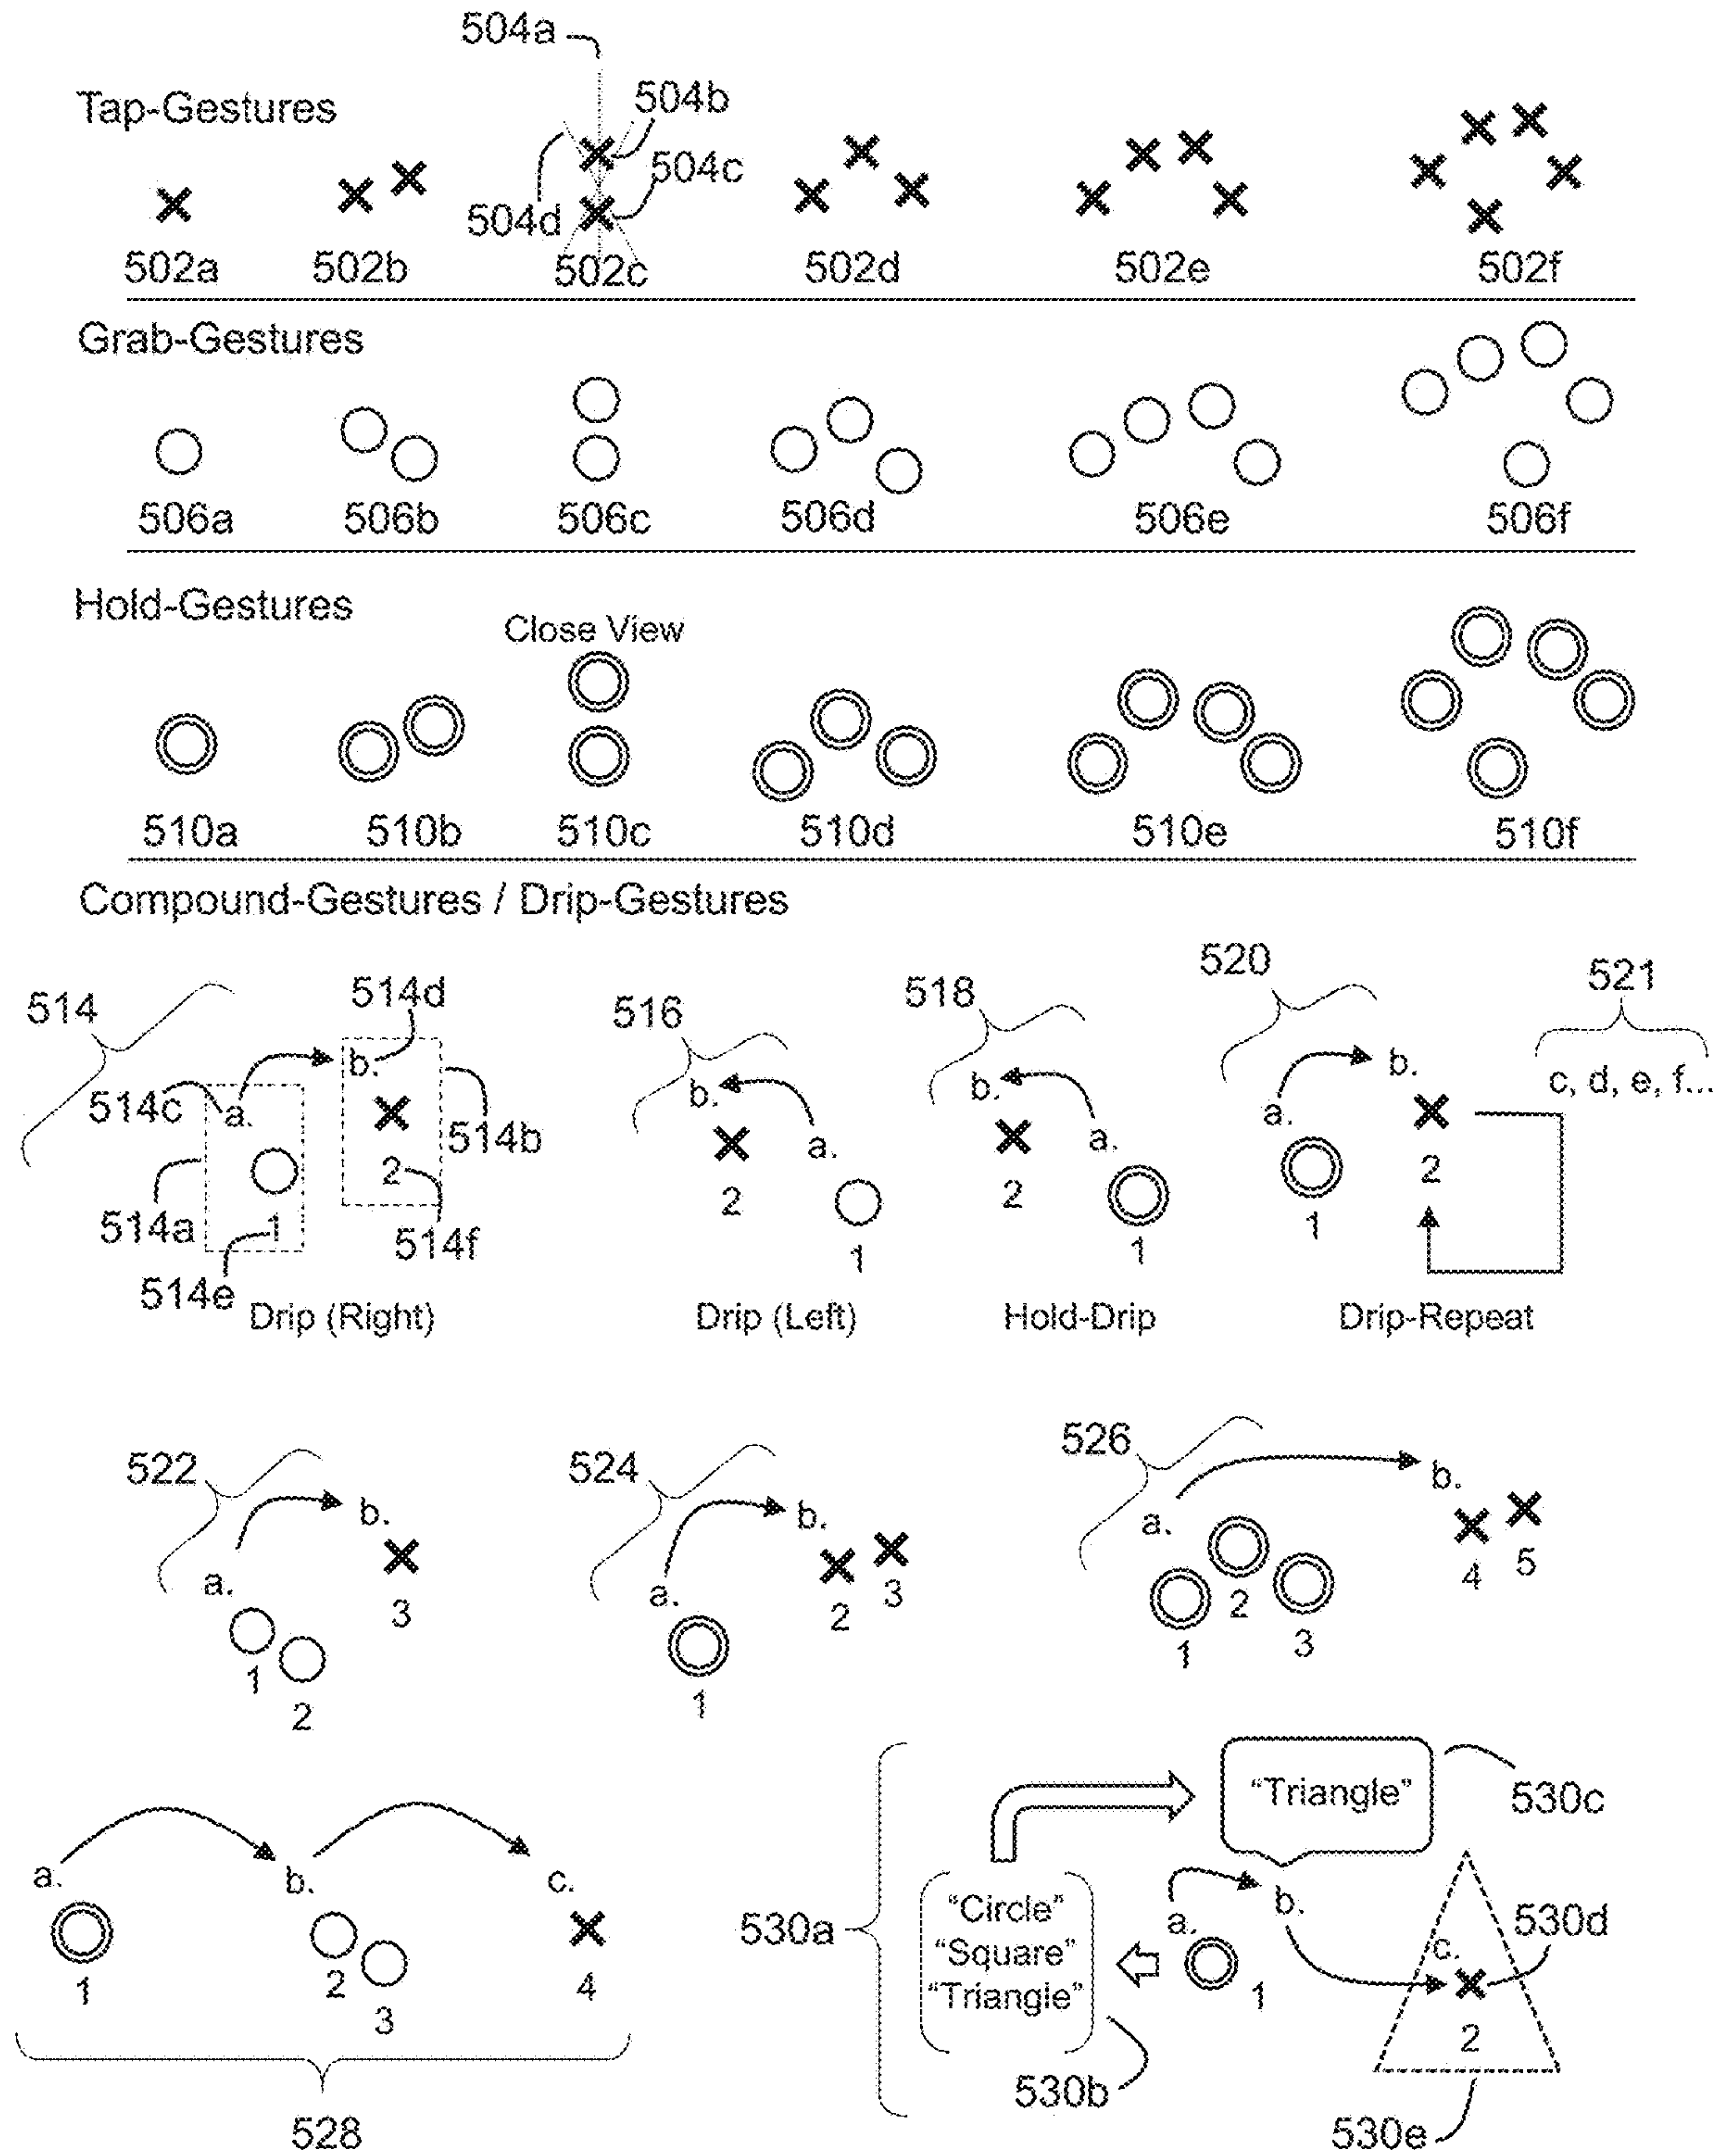 504a
Tap-Gestures
504b
504c
504d
502a 502b 502c 502d 502e 502f
Grab-Gestures
506a 506b 506c 506d 506e 506f
Hold-Gestures
Close View
510a 510b 510c 510d 510e 510f
Compound-Gestures / Drip-Gestures
514 514d 516 518 520 521
b. b. b. b. c, d, e, f...
514c a. a. a. a.
514b
2 2 2 2
514a 1 1 1 1
514f
514e
Drip (Right) Drip (Left) Hold-Drip Drip-Repeat
522 524 526
b. b. b.
a. a. a.
3 2 3 4 5
1 2 1 1 2 3
"Triangle" 530c
a. b. c.
1 2 3 4
528
530a
"Circle"
"Square"
"Triangle"
530b
a. b. c. 530d
1 2
530e